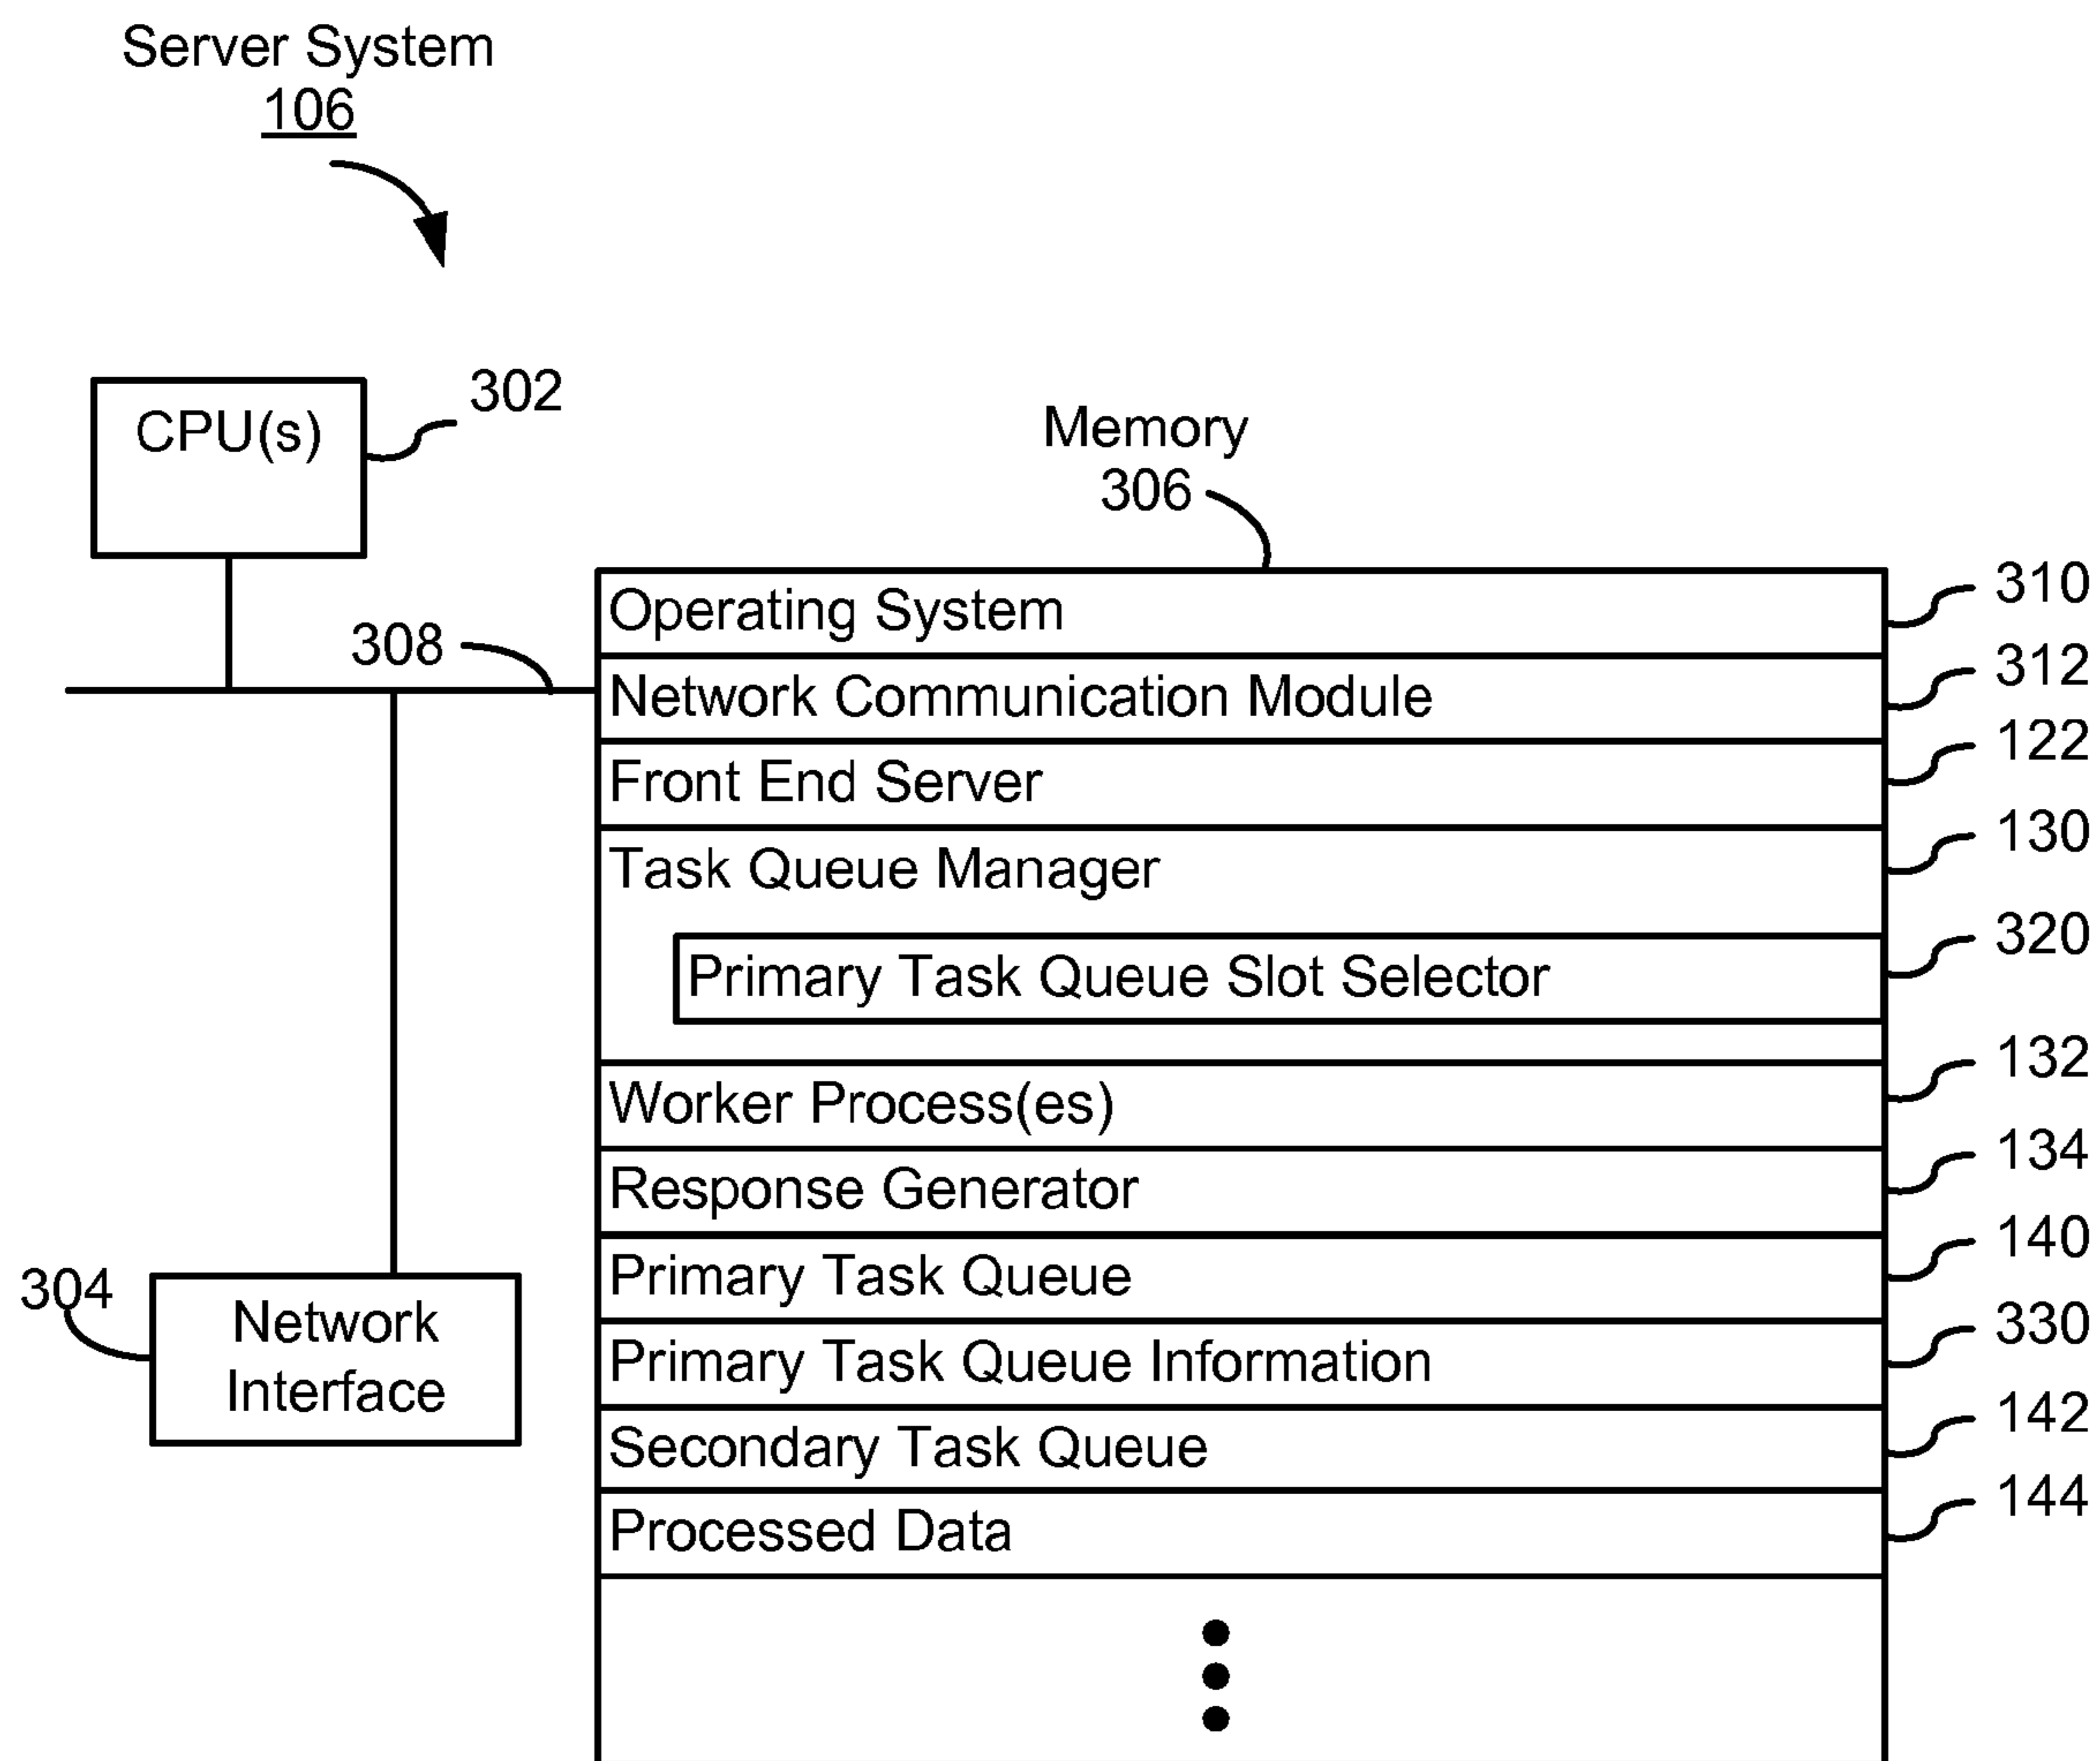 Server System
106
CPU(s)
302
Memory
306
308
Operating System
310
Network Communication Module
312
Front End Server
122
Task Queue Manager
130
Primary Task Queue Slot Selector
320
Worker Process(es)
132
Response Generator
134
Primary Task Queue
140
Primary Task Queue Information
330
Secondary Task Queue
142
Processed Data
144
304
Network
Interface